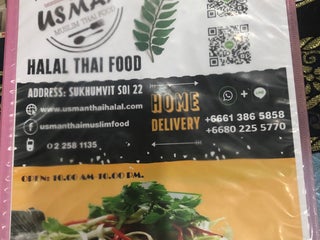 USMAN
MUSLIM THAI FOOD
HALAL THAI FOOD
ADDRESS: SUKHUMVIT SOI 22
www.usmanthaihalal.com
usmanthaimuslimfood
02 258 1135
HOME
DELIVERY
+
+6661 386 5858
+6680 225 5770
OPEN: 10.00 AM-10.00 PM.